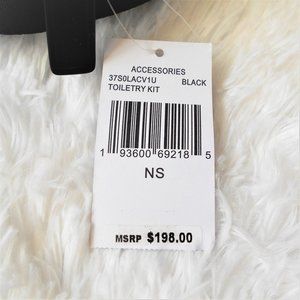 ACCESSORIES
37S0LACV1U BLACK
TOILETRY KIT
1 93600 69218 5
NS
MSRP $198.00